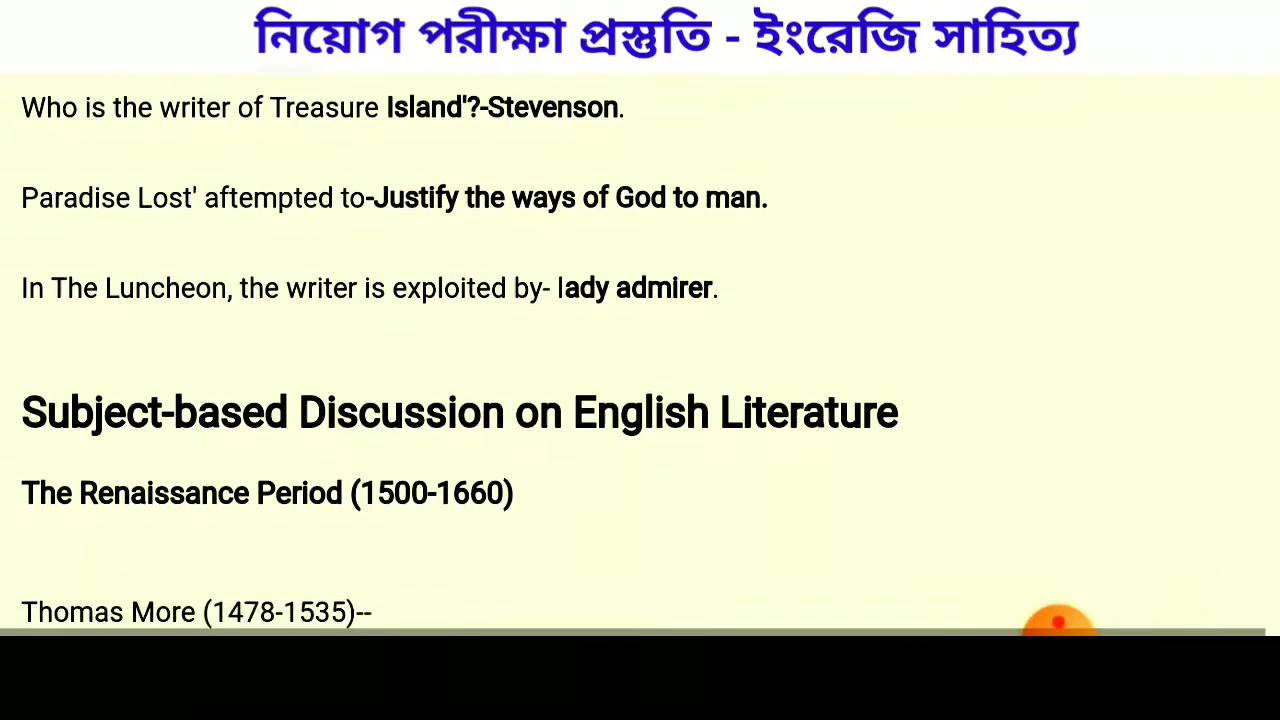 নিয়োগ পরীক্ষা প্রস্তুতি - ইংরেজি সাহিত্য
Who is the writer of Treasure Island'?-Stevenson.
Paradise Lost' aftempted to-Justify the ways of God to man.
In The Luncheon, the writer is exploited by- lady admirer.
Subject-based Discussion on English Literature
The Renaissance Period (1500-1660)
Thomas More (1478-1535)--